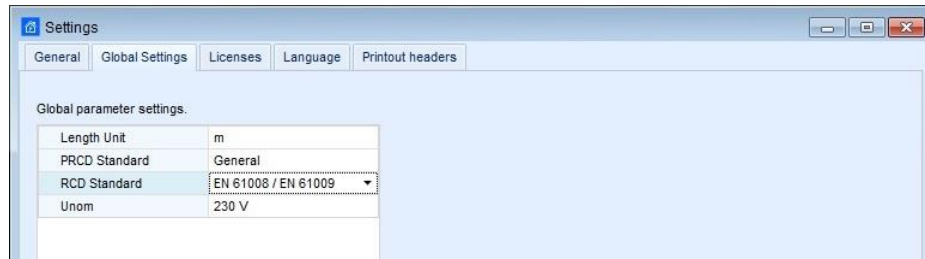 Settings
General Global Settings Licenses Language Printout headers
Global parameter settings.
Length Unit m
PRCD Standard General
RCD Standard EN 61008 / EN 61009
Unom 230 V